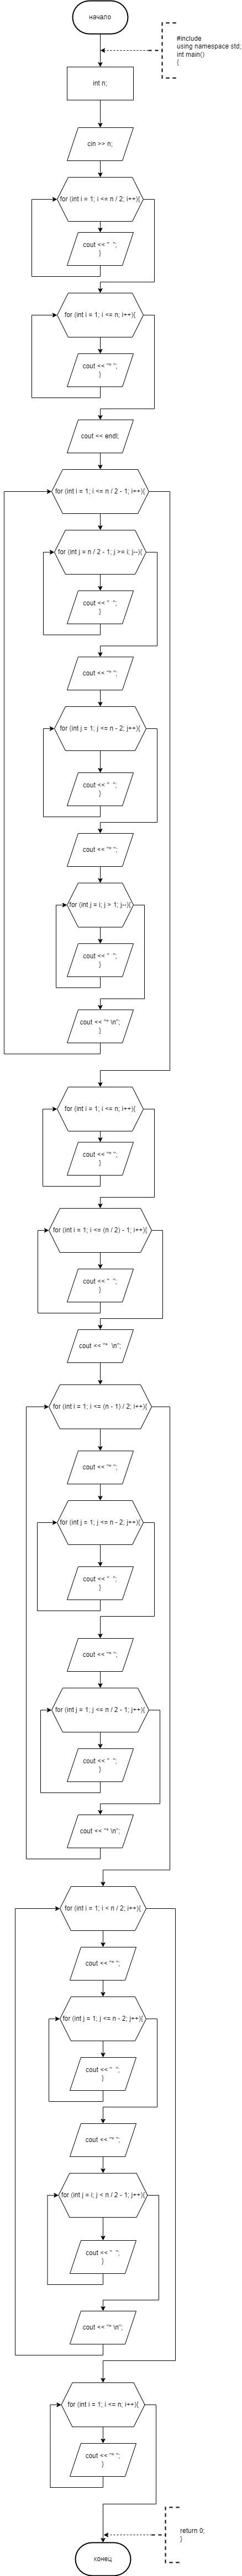 начало
#include
using namespace std;
int main()
{
int n;
cin >> n;
for (int i = 1; i <= n / 2; i++){
cout << "  ";
}
for (int i = 1; i <= n; i++){
cout << "* ";
}
cout << endl;
for (int i = 1; i <= n / 2 - 1; i++){
for (int j = n / 2 - 1; j >= i; j--){
cout << "  ";
}
cout << "* ";
for (int j = 1; j <= n - 2; j++){
cout << "  ";
}
cout << "* ";
for (int j = i; j > 1; j--){
cout << "  ";
}
cout << "* \n";
}
for (int i = 1; i <= n; i++){
cout << "* ";
}
for (int i = 1; i <= (n / 2) - 1; i++){
cout << "  ";
}
cout << "*  \n";
for (int i = 1; i <= (n - 1) / 2; i++){
cout << "* ";
for (int j = 1; j <= n - 2; j++){
cout << "  ";
}
cout << "* ";
for (int j = 1; j <= n / 2 - 1; j++){
cout << "  ";
}
cout << "* \n";
for (int i = 1; i < n / 2; i++){
cout << "* ";
for (int j = 1; j <= n - 2; j++){
cout << "  ";
}
cout << "* ";
for (int j = i; j < n / 2 - 1; j++){
cout << "  ";
}
cout << "* \n";
for (int i = 1; i <= n; i++){
cout << "* ";
}
return 0;
}
конец